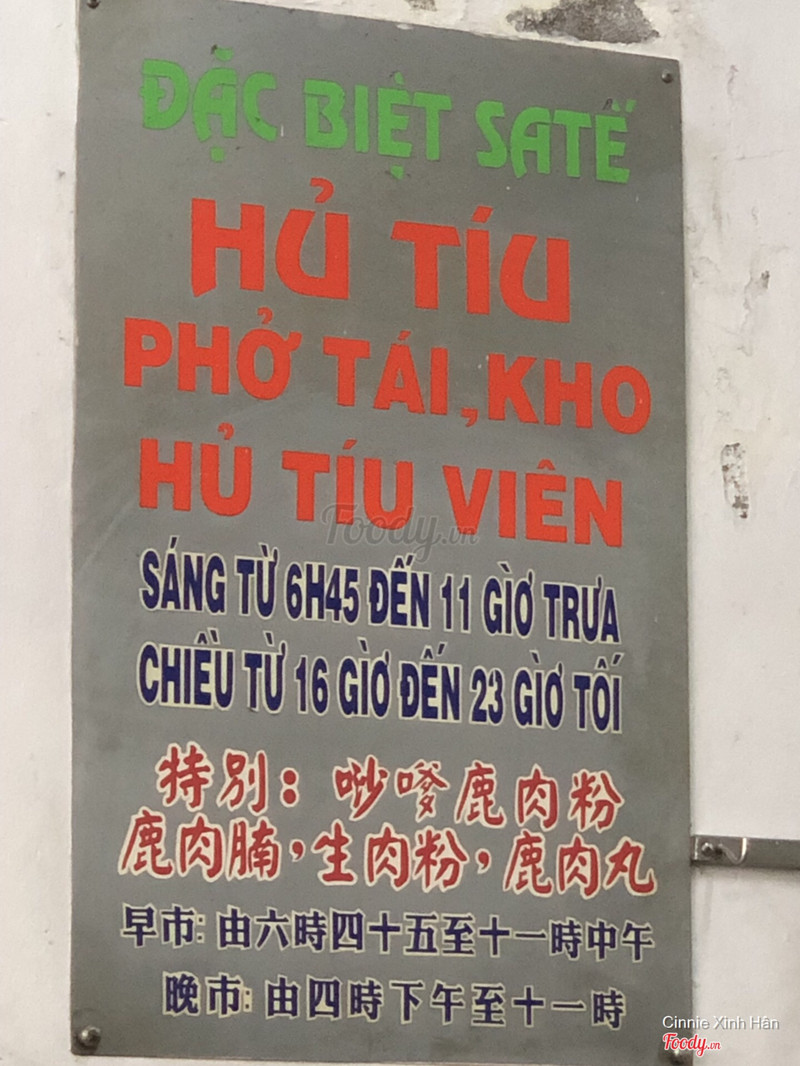 ĐẶC BIỆT SATẾ
HỦ TÍU
PHỞ TÁI, KHO
HỦ TÍU VIÊN
Foody.vn
SÁNG TỪ 6H45 ĐẾN 11 GIỜ TRƯA
CHIỀU TỪ 16 GIỜ ĐẾN 23 GIỜ TỐI
特别：唦嗲鹿肉粉
鹿肉腩，生肉粉，鹿肉丸
早市: 由六時四十五至十一時中午
晚市: 由四時下午至十一時
Cinnie Xinh Hân
Foody.vn